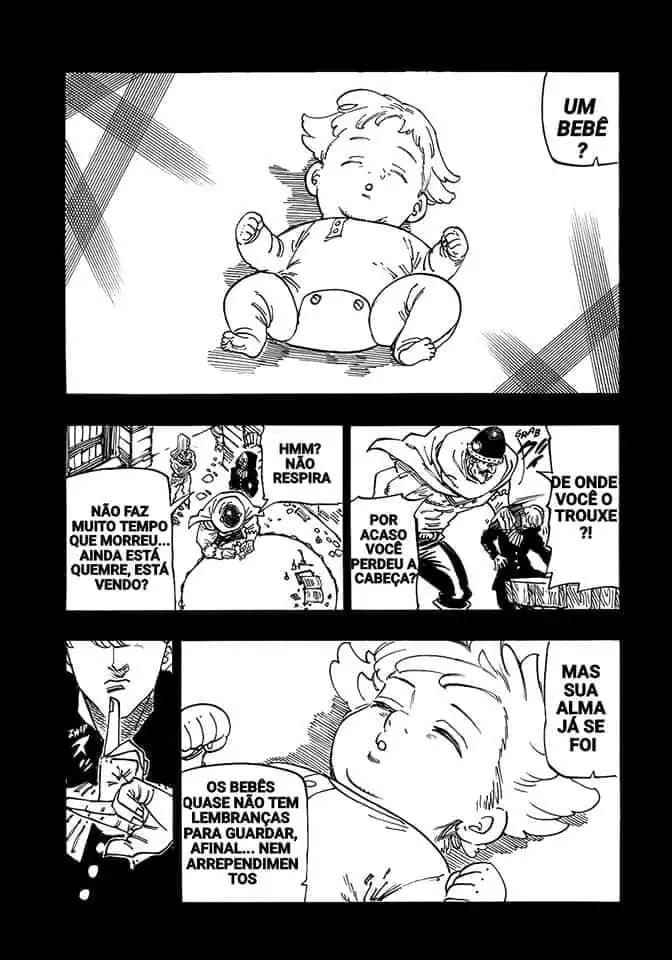 UM
BEBÊ
?
HMM?
NÃO
RESPIRA
NÃO FAZ
MUITO TEMPO
QUE MORREU...
AINDA ESTÁ
QUEMRE, ESTÁ
VENDO?
GRAB
DE ONDE
VOCÊ O
TROUXE
?!
POR
ACASO
VOCÊ
PERDEU A
CABEÇA?
ZWIP
MAS
SUA
ALMA
JÁ SE
FOI
OS BEBÊS
QUASE NÃO TEM
LEMBRANÇAS
PARA GUARDAR,
AFINAL... NEM
ARREPENDIMEN
TOS